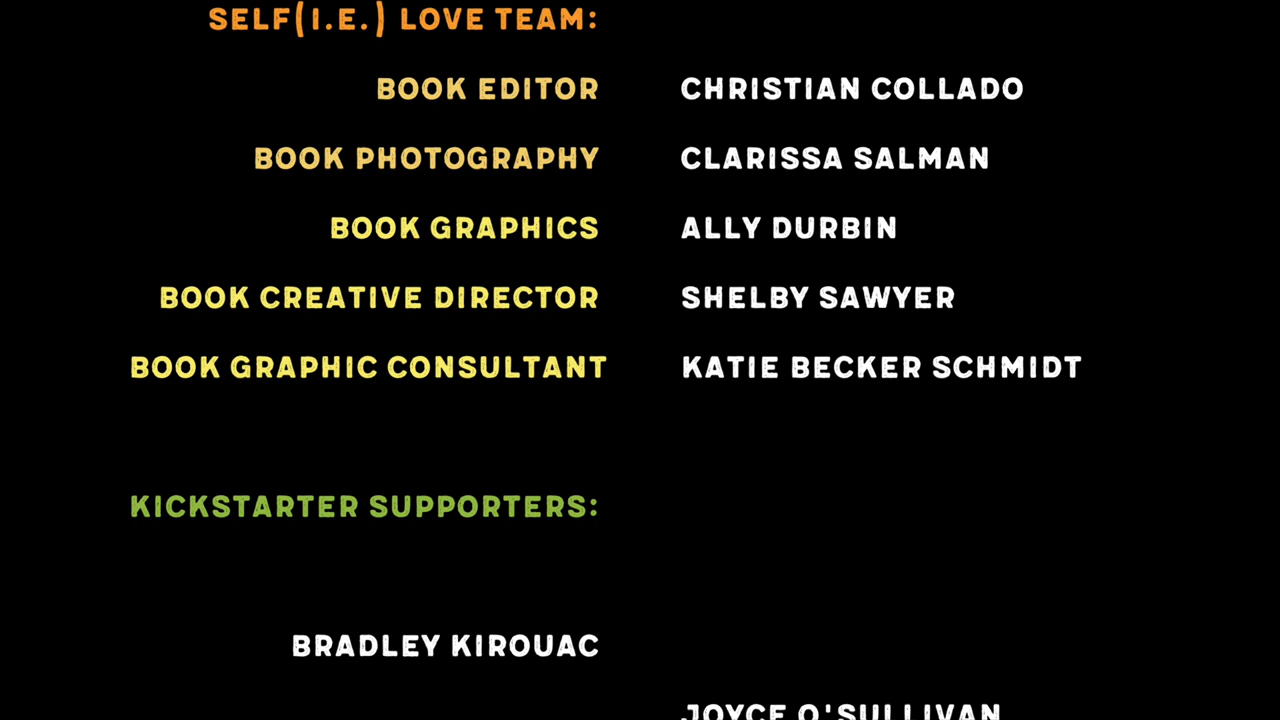 SELF(I.E.) LOVE TEAM:
BOOK EDITOR CHRISTIAN COLLADO
BOOK PHOTOGRAPHY CLARISSA SALMAN
BOOK GRAPHICS ALLY DURBIN
BOOK CREATIVE DIRECTOR SHELBY SAWYER
BOOK GRAPHIC CONSULTANT KATIE BECKER SCHMIDT
KICKSTARTER SUPPORTERS:
BRADLEY KIROUAC
JOYCE O'SULLIVAN